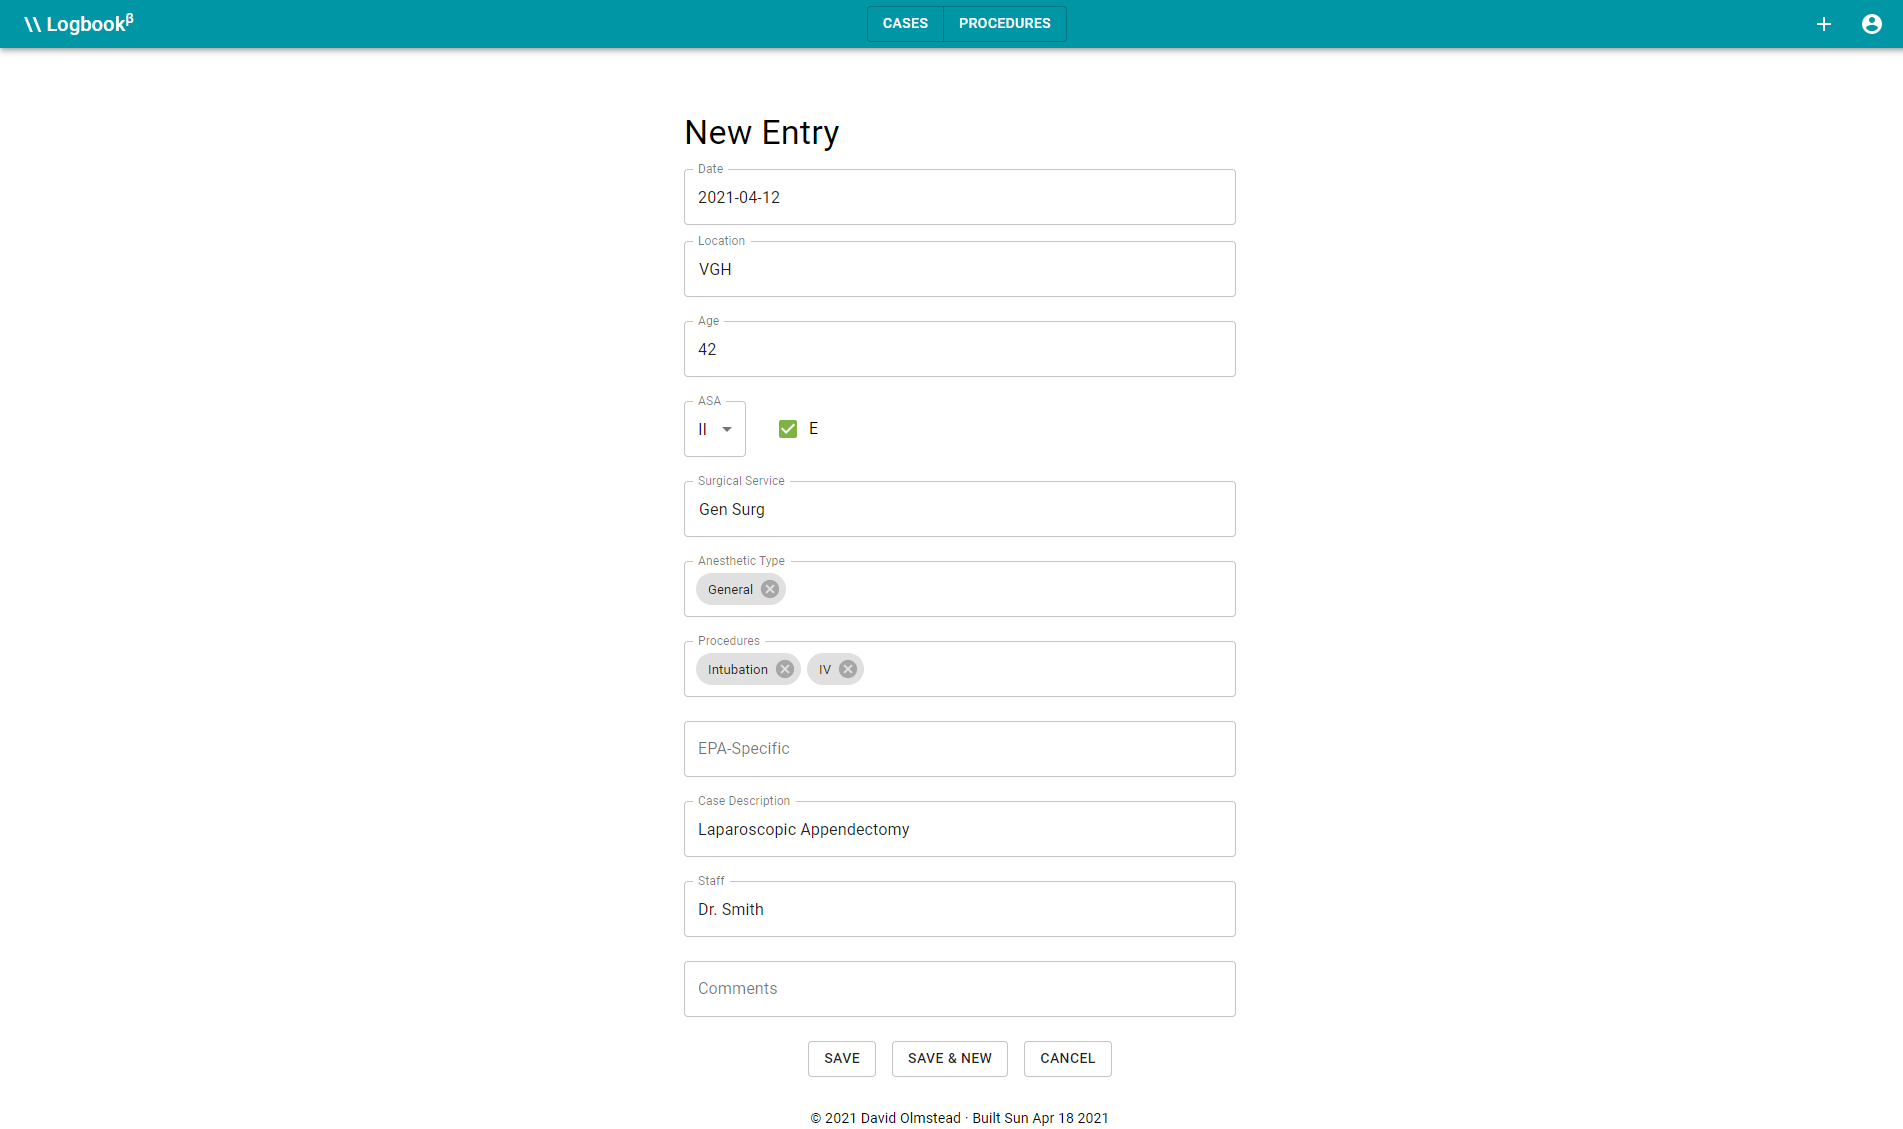 \\ Logbookβ
CASES PROCEDURES
New Entry
Date
2021-04-12
Location
VGH
Age
42
ASA
II
E
Surgical Service
Gen Surg
Anesthetic Type
General
Procedures
Intubation IV
EPA-Specific
Case Description
Laparoscopic Appendectomy
Staff
Dr. Smith
Comments
SAVE SAVE & NEW CANCEL
© 2021 David Olmstead · Built Sun Apr 18 2021